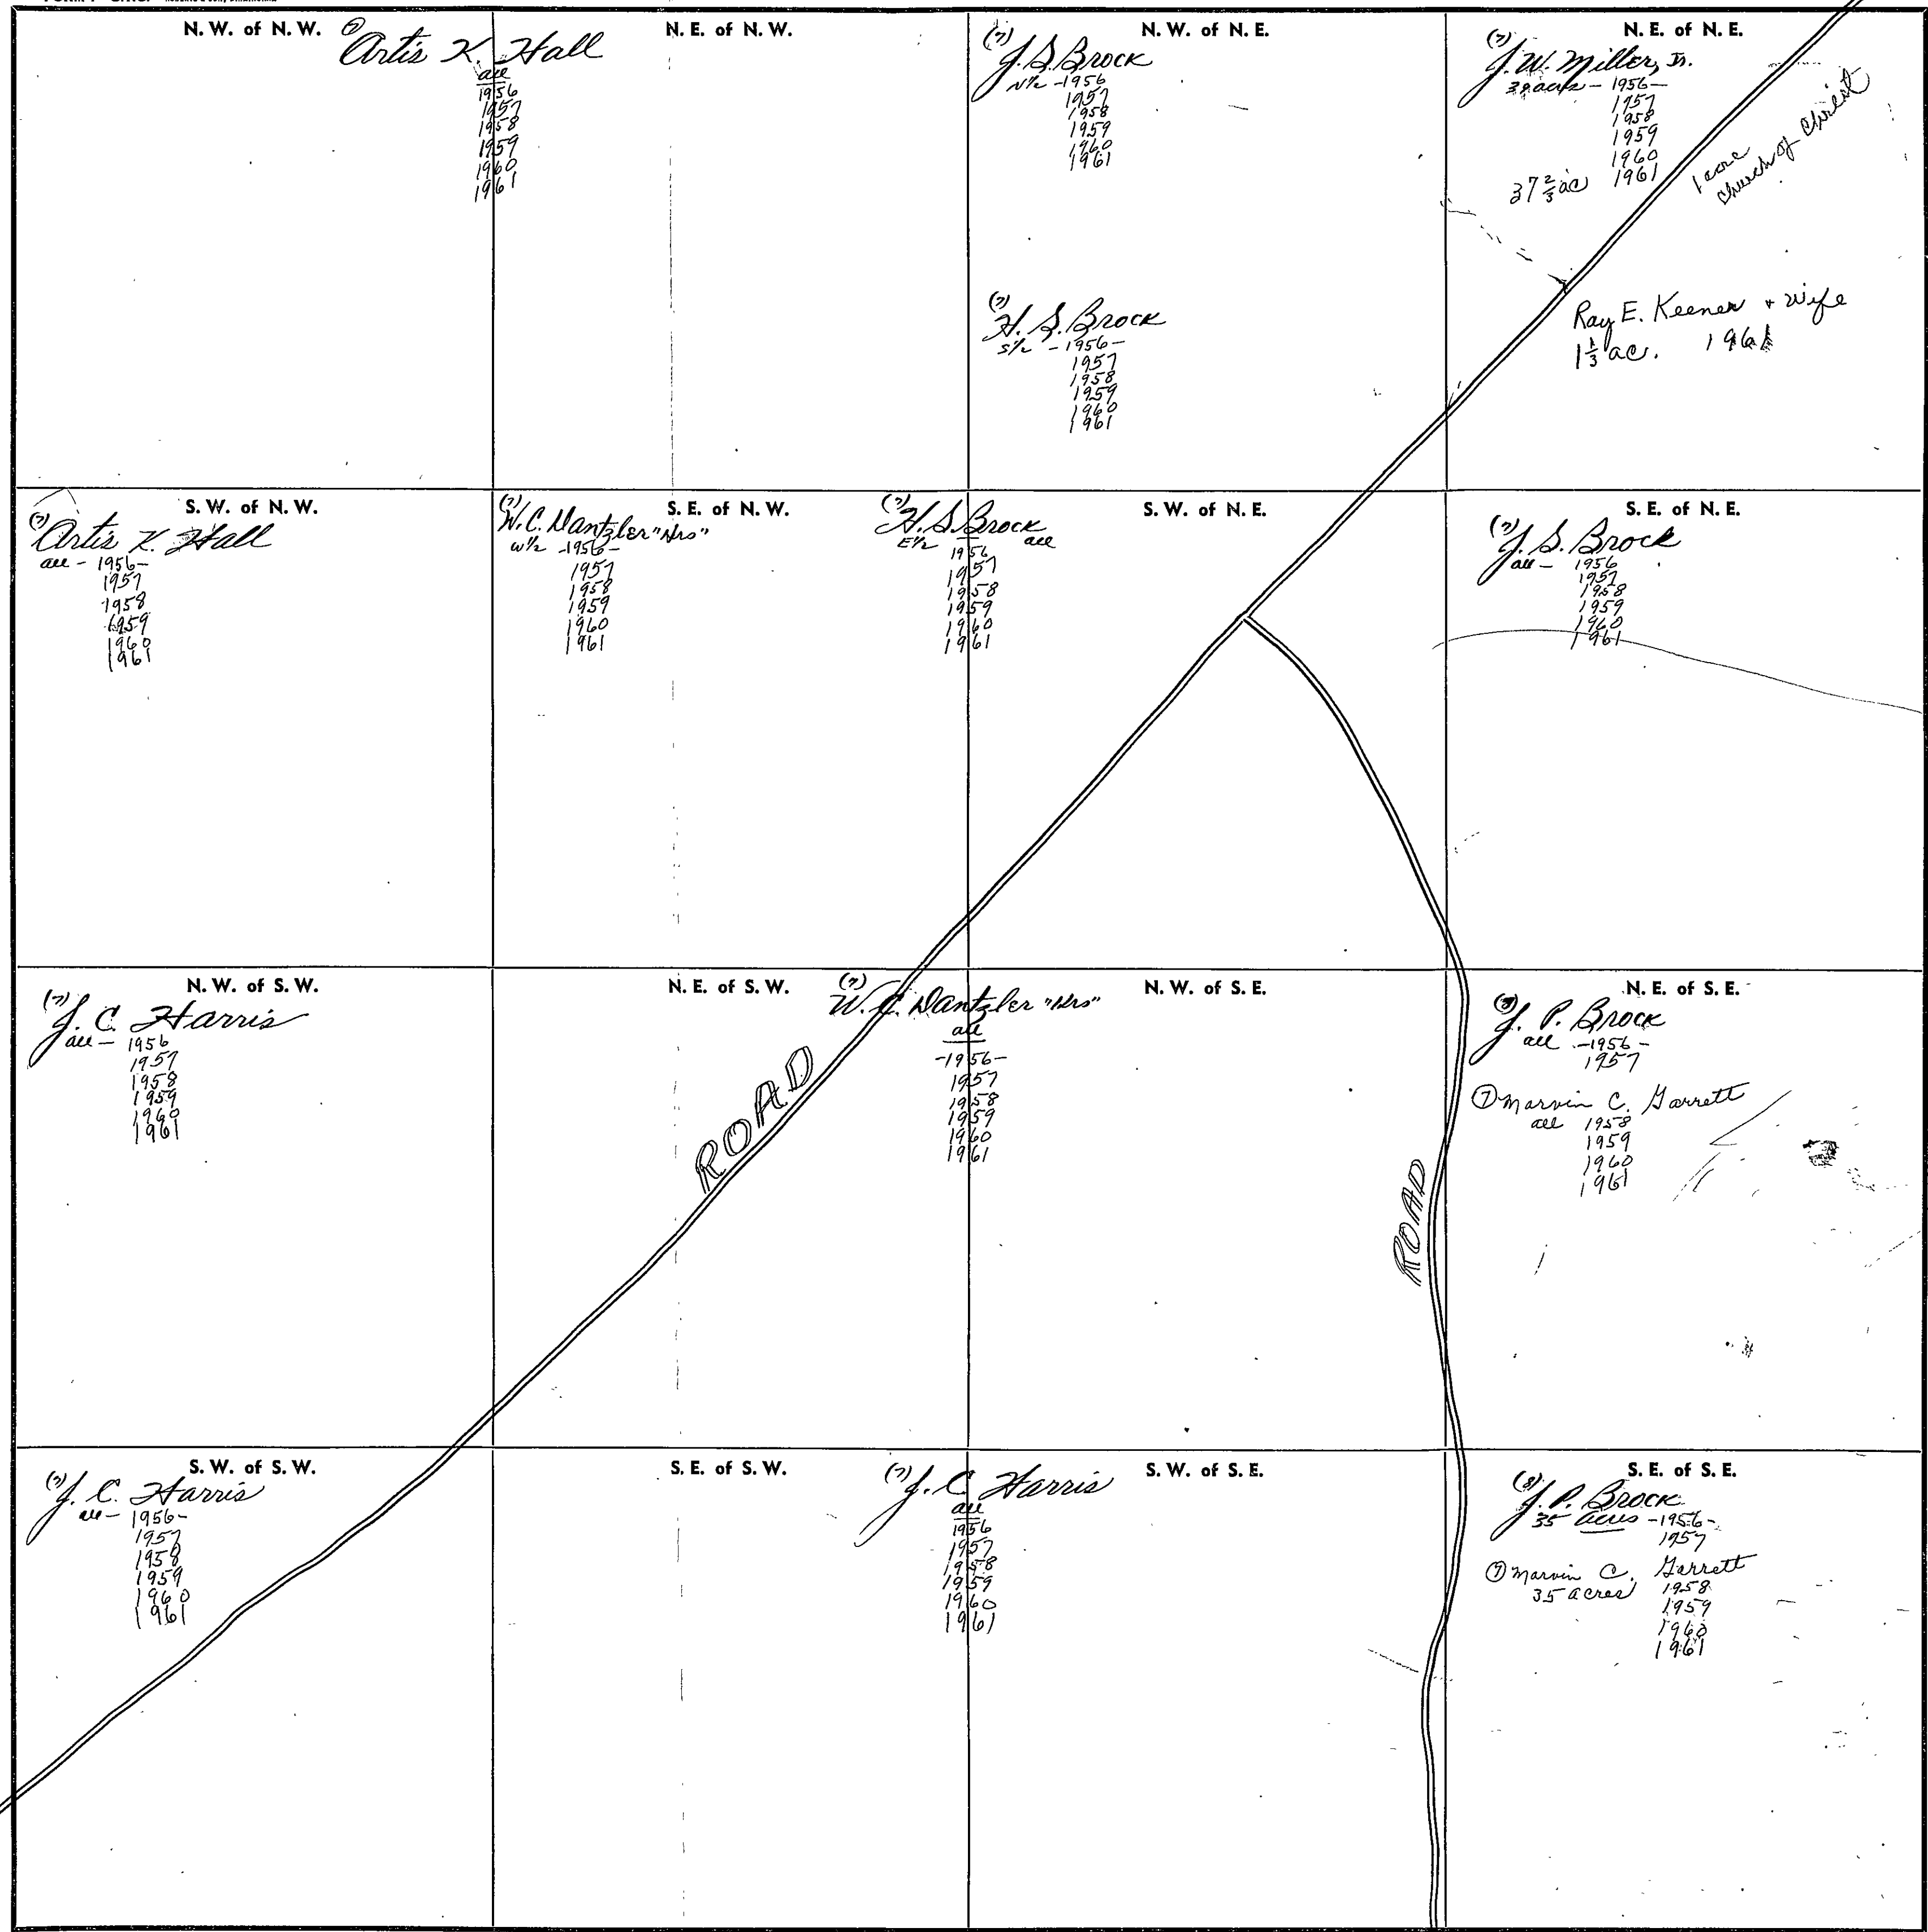 N. W. of N. W.
N. E. of N. W.
(7) Artis K. Hall
all
1956
1957
1958
1959
1960
1961
N. W. of N. E.
(7)
J. S. Brock
N½ -1956
1957
1958
1959
1960
1961
(7)
H. S. Brock
S½ -1956-
1957
1958
1959
1960
1961
N. E. of N. E.
(7)
J. W. Miller, Jr.
39 acres - 1956-
1957
1958
1959
1960
37 2/3 ac 1961
1 acre
Church of Christ
Ray E. Keener + wife
1 1/3 ac. 1961
S. W. of N. W.
(7)
Artis K. Hall
all - 1956-
1957
1958
1959
1960
1961
S. E. of N. W.
(7)
W. C. Dantzler "Hrs"
W½ -1956-
1957
1958
1959
1960
1961
S. W. of N. E.
(7)
H. S. Brock
E½ all
1956
1957
1958
1959
1960
1961
S. E. of N. E.
(7)
J. S. Brock
all - 1956
1957
1958
1959
1960
1961
N. W. of S. W.
(7)
J. C. Harris
all - 1956
1957
1958
1959
1960
1961
N. E. of S. W.
N. W. of S. E.
(7)
W. C. Dantzler "Hrs"
all
-1956-
1957
1958
1959
1960
1961
ROAD
ROAD
N. E. of S. E.
J. P. Brock
all -1956-
1957
(7) Marvin C. Garrett
all 1958
1959
1960
1961
S. W. of S. W.
(7)
J. C. Harris
all - 1956-
1957
1958
1959
1960
1961
S. E. of S. W.
S. W. of S. E.
(7)
J. C. Harris
all
1956
1957
1958
1959
1960
1961
S. E. of S. E.
(8)
J. P. Brock
35 acres -1956-
1957
(7) Marvin C. Garrett
35 acres 1958
1959
1960
1961